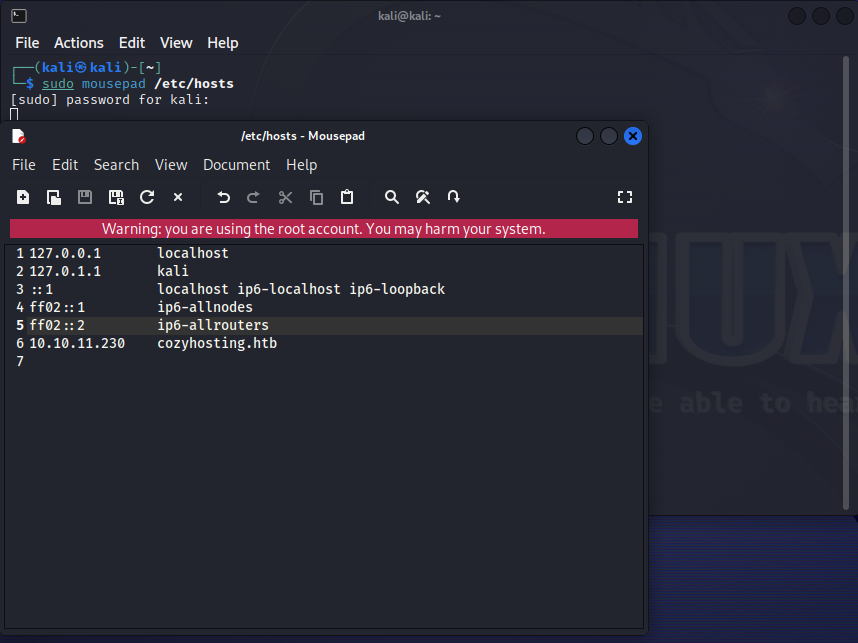 kali@kali: ~
File Actions Edit View Help
┌──(kali㉿kali)-[~]
└─$ sudo mousepad /etc/hosts
[sudo] password for kali:
/etc/hosts - Mousepad
File Edit Search View Document Help
Warning: you are using the root account. You may harm your system.
1 127.0.0.1 localhost
2 127.0.1.1 kali
3 ::1 localhost ip6-localhost ip6-loopback
4 ff02::1 ip6-allnodes
5 ff02::2 ip6-allrouters
6 10.10.11.230 cozyhosting.htb
7
able to hear